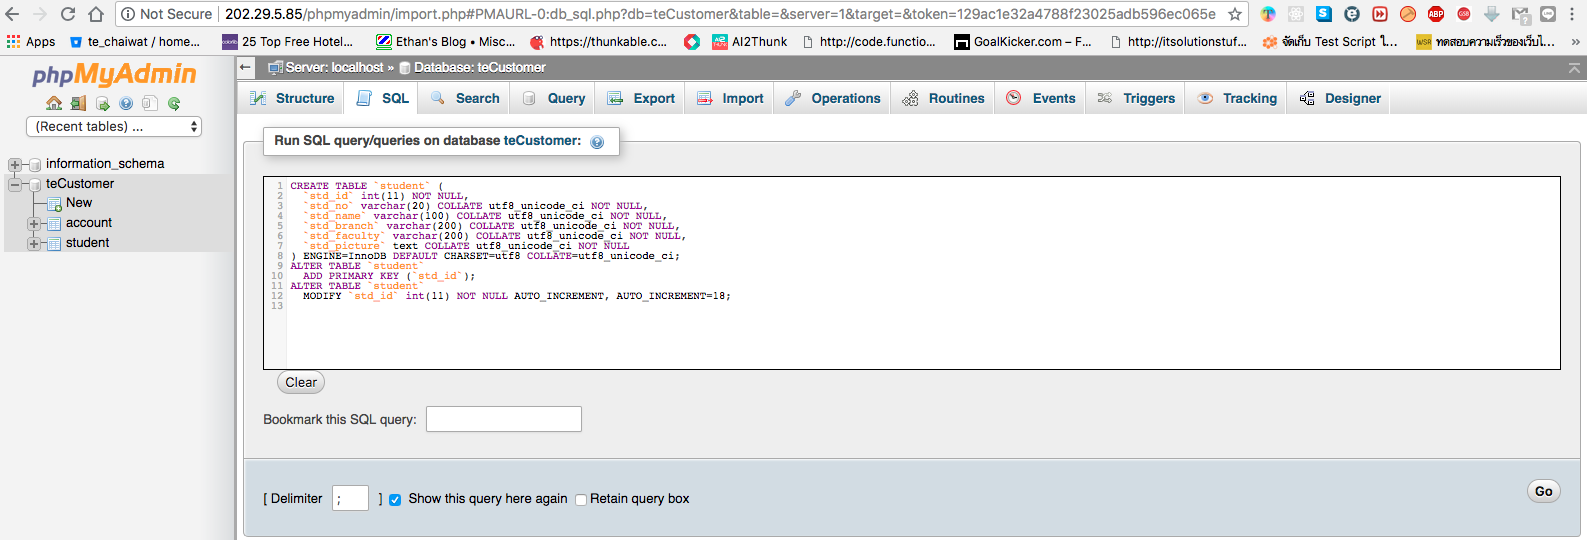 Not Secure 202.29.5.85/phpmyadmin/import.php#PMAURL-0:db_sql.php?db=teCustomer&table=&server=1&target=&token=129ac1e32a4788f23025adb596ec065e
Apps te_chaiwat / home... colorlib 25 Top Free Hotel... Ethan's Blog • Misc... https://thunkable.c... AI2Thunk http://code.functio... GoalKicker.com – F... http://itsolutionstuf... จัดเก็บ Test Script ใ... WSR ทดสอบความเร็วของเว็บไ... »
phpMyAdmin
(Recent tables) ...
information_schema
teCustomer
New
account
student
Server: localhost » Database: teCustomer
Structure SQL Search Query Export Import Operations Routines Events Triggers Tracking Designer
Run SQL query/queries on database teCustomer:
1 CREATE TABLE `student` (
2 `std_id` int(11) NOT NULL,
3 `std_no` varchar(20) COLLATE utf8_unicode_ci NOT NULL,
4 `std_name` varchar(100) COLLATE utf8_unicode_ci NOT NULL,
5 `std_branch` varchar(200) COLLATE utf8_unicode_ci NOT NULL,
6 `std_faculty` varchar(200) COLLATE utf8_unicode_ci NOT NULL,
7 `std_picture` text COLLATE utf8_unicode_ci NOT NULL
8 ) ENGINE=InnoDB DEFAULT CHARSET=utf8 COLLATE=utf8_unicode_ci;
9 ALTER TABLE `student`
10 ADD PRIMARY KEY (`std_id`);
11 ALTER TABLE `student`
12 MODIFY `std_id` int(11) NOT NULL AUTO_INCREMENT, AUTO_INCREMENT=18;
13
Clear
Bookmark this SQL query:
[ Delimiter ; ] Show this query here again Retain query box
Go